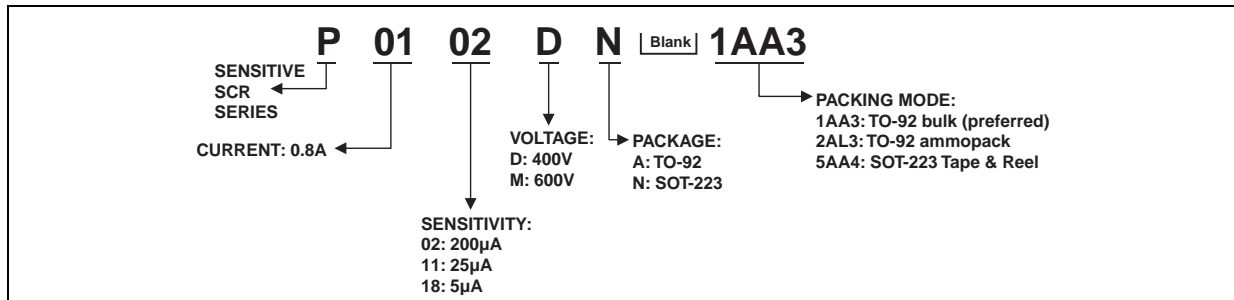 P 01 02 D N Blank 1AA3
SENSITIVE
SCR
SERIES
CURRENT: 0.8A
SENSITIVITY:
02: 200µA
11: 25µA
18: 5µA
VOLTAGE:
D: 400V
M: 600V
PACKAGE:
A: TO-92
N: SOT-223
PACKING MODE:
1AA3: TO-92 bulk (preferred)
2AL3: TO-92 ammopack
5AA4: SOT-223 Tape & Reel